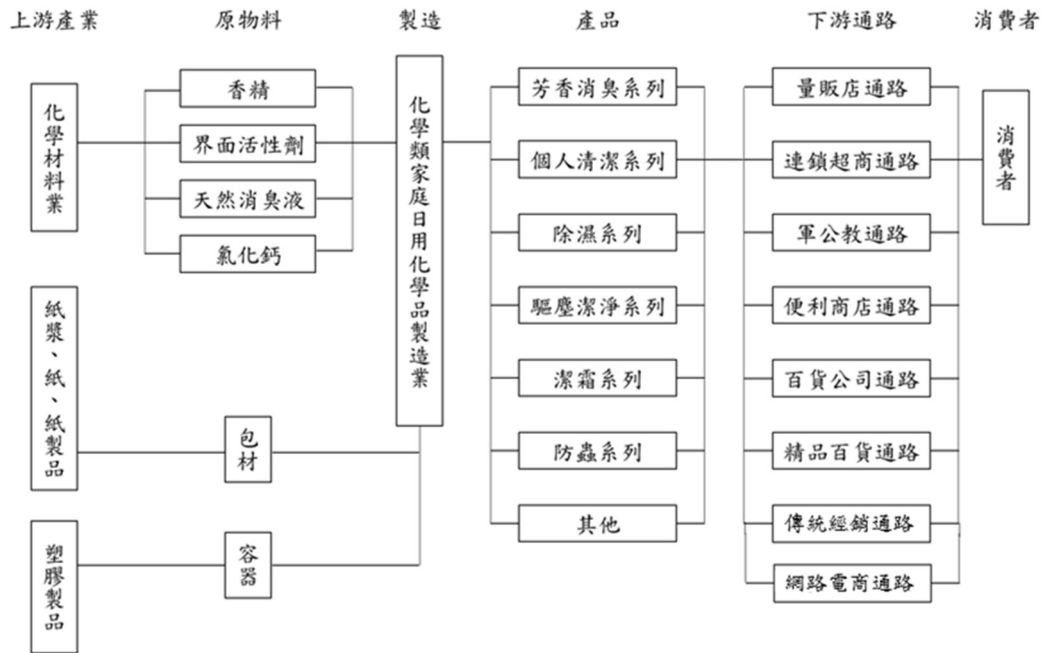 上游產業
原物料
製造
產品
下游通路
消費者
化學材料業
香精
界面活性劑
天然消臭液
氯化鈣
紙漿、紙、紙製品
包材
塑膠製品
容器
化學類家庭日用化學品製造業
芳香消臭系列
個人清潔系列
除濕系列
驅塵潔淨系列
潔霜系列
防蟲系列
其他
量販店通路
連鎖超商通路
軍公教通路
便利商店通路
百貨公司通路
精品百貨通路
傳統經銷通路
網路電商通路
消費者